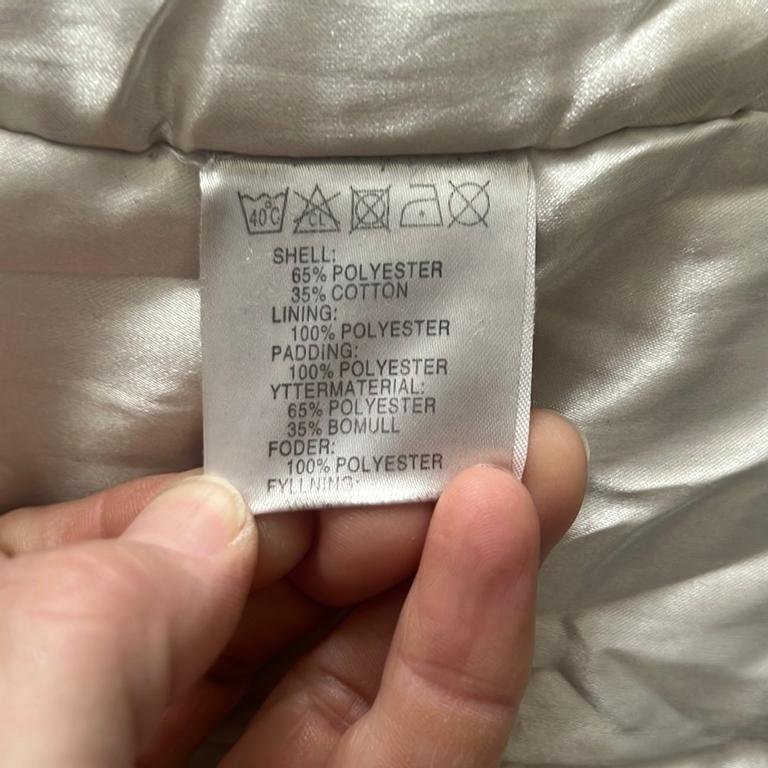 40°C CL
SHELL:
65% POLYESTER
35% COTTON
LINING:
100% POLYESTER
PADDING:
100% POLYESTER
YTTERMATERIAL:
65% POLYESTER
35% BOMULL
FODER:
100% POLYESTER
FYLLNING: